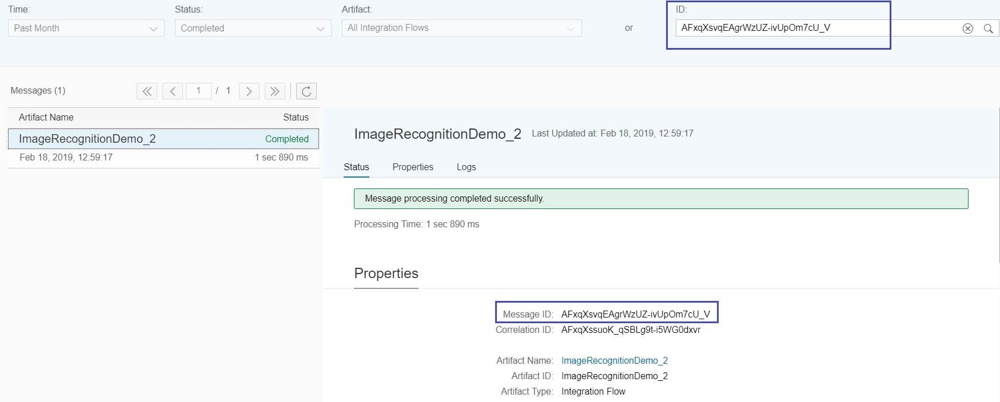 Time: Status: Artifact: ID:
Past Month Completed All Integration Flows or AFxqXsvqEAgrWzUZ-ivUpOm7cU_V
Messages (1) 1 / 1
Artifact Name Status
ImageRecognitionDemo_2 Completed
Feb 18, 2019, 12:59:17 1 sec 890 ms
ImageRecognitionDemo_2 Last Updated at: Feb 18, 2019, 12:59:17
Status Properties Logs
Message processing completed successfully.
Processing Time: 1 sec 890 ms
Properties
Message ID: AFxqXsvqEAgrWzUZ-ivUpOm7cU_V
Correlation ID: AFxqXssuoK_qSBLg9t-i5WG0dxvr
Artifact Name: ImageRecognitionDemo_2
Artifact ID: ImageRecognitionDemo_2
Artifact Type: Integration Flow